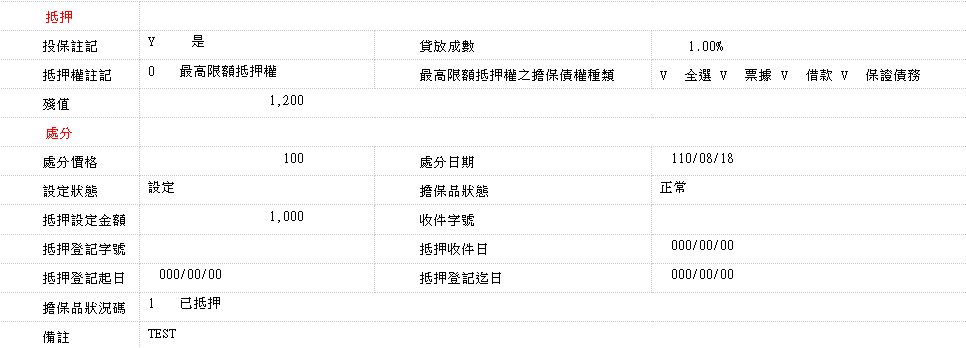 抵押
投保註記 Y 是 貸放成數 1.00%
抵押權註記 0 最高限額抵押權 最高限額抵押權之擔保債權種類 V 全選 V 票據 V 借款 V 保證債務
殘值 1,200
處分
處分價格 100 處分日期 110/08/18
設定狀態 設定 擔保品狀態 正常
抵押設定金額 1,000 收件字號
抵押登記字號 抵押收件日 000/00/00
抵押登記起日 000/00/00 抵押登記迄日 000/00/00
擔保品狀況碼 1 已抵押
備註 TEST